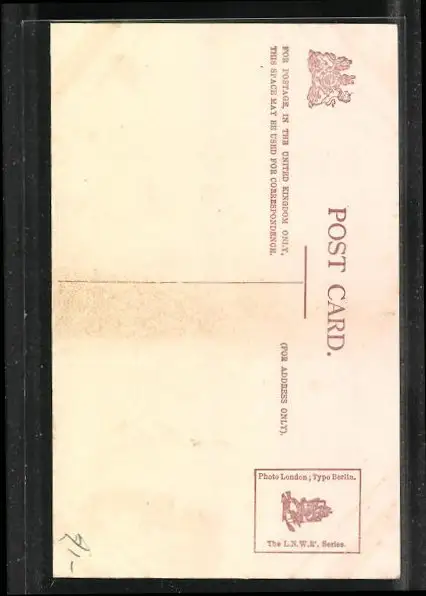 POST CARD.
FOR POSTAGE, IN THE UNITED KINGDOM ONLY,
THIS SPACE MAY BE USED FOR CORRESPONDENCE.
(FOR ADDRESS ONLY).
Photo London; Typo Berlin.
The L.N.W.Rʸ. Series.